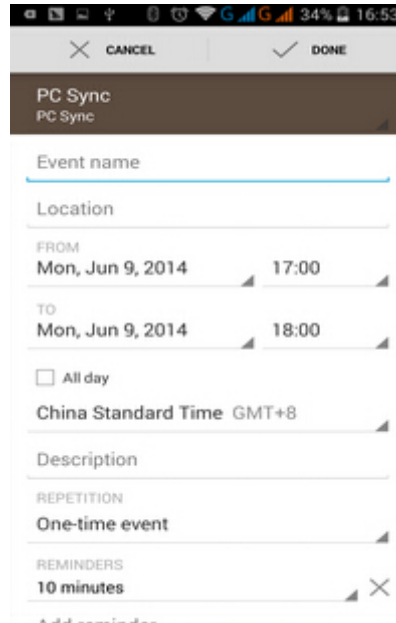 G G 34% 16:53
CANCEL DONE
PC Sync
PC Sync
Event name
Location
FROM
Mon, Jun 9, 2014 17:00
TO
Mon, Jun 9, 2014 18:00
All day
China Standard Time GMT+8
Description
REPETITION
One-time event
REMINDERS
10 minutes
Add reminder